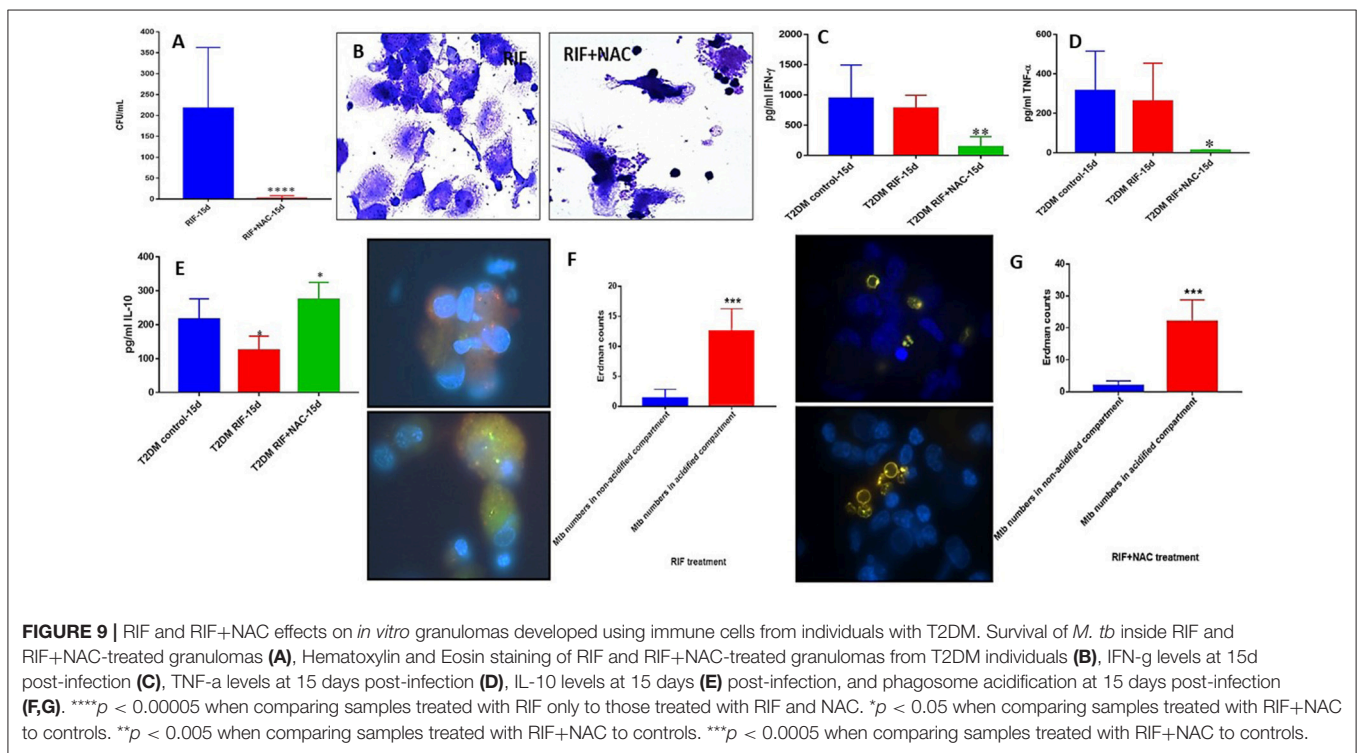 A
CFU/mL
400
350
300
250
200
150
100
50
0
****
RIF-15d
RIF+NAC-15d
B
RIF
RIF+NAC
C
pg/ml IFN-γ
2000
1500
1000
500
0
**
T2DM control-15d
T2DM RIF-15d
T2DM RIF+NAC-15d
D
pg/ml TNF-α
600
400
200
0
*
T2DM control-15d
T2DM RIF-15d
T2DM RIF+NAC-15d
E
pg/ml IL-10
400
300
200
100
0
*
*
T2DM control-15d
T2DM RIF-15d
T2DM RIF+NAC-15d
F
Erdman counts
20
15
10
5
0
***
Mtb numbers in non-acidified compartment
Mtb numbers in acidified compartment
RIF treatment
G
Erdman counts
40
30
20
10
0
***
Mtb numbers in non-acidified compartment
Mtb numbers in acidified compartment
RIF+NAC treatment
FIGURE 9 | RIF and RIF+NAC effects on in vitro granulomas developed using immune cells from individuals with T2DM. Survival of M. tb inside RIF and
RIF+NAC-treated granulomas (A), Hematoxylin and Eosin staining of RIF and RIF+NAC-treated granulomas from T2DM individuals (B), IFN-g levels at 15d
post-infection (C), TNF-a levels at 15 days post-infection (D), IL-10 levels at 15 days (E) post-infection, and phagosome acidification at 15 days post-infection
(F,G). ****p < 0.00005 when comparing samples treated with RIF only to those treated with RIF and NAC. *p < 0.05 when comparing samples treated with RIF+NAC
to controls. **p < 0.005 when comparing samples treated with RIF+NAC to controls. ***p < 0.0005 when comparing samples treated with RIF+NAC to controls.